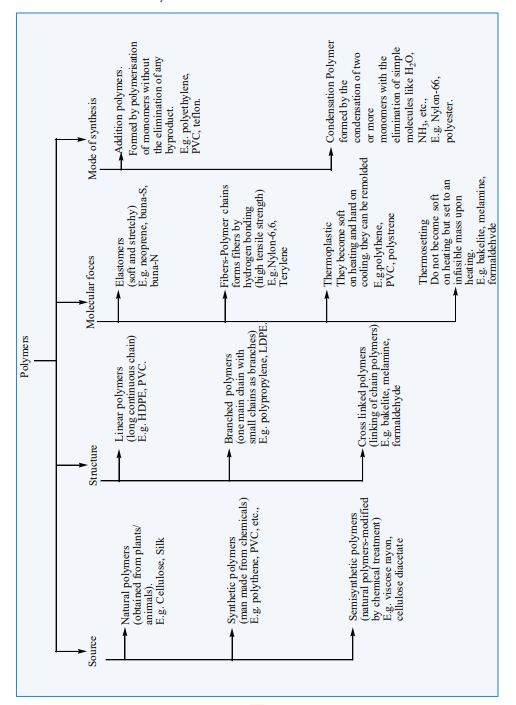 Polymers
Source
Natural polymers
(obtained from plants/
animals).
E.g. Cellulose, Silk
Synthetic polymers
(man made from chemicals)
E.g. polythene, PVC, etc.,
Semisynthetic polymers
(natural polymers-modified
by chemical treatment)
E.g. viscose rayon,
cellulose diacetate
Structure
Linear polymers
(long continuous chain)
E.g. HDPE, PVC.
Branched polymers
(one main chain with
small chains as branches)
E.g. polypropylene, LDPE.
Cross linked polymers
(linking of chain polymers)
E.g. bakelite, melamine,
formaldehyde
Molecular foces
Elastomers
(soft and stretchy)
E.g. neoprene, buna-S,
buna-N
Fibers-Polymer chains
forms fibers by
hydrogen bonding
(high tensile strength)
E.g.Nylon-6,6,
Terylene
Thermoplastic
They become soft
on heating and hard on
cooling. they can be remolded
E.g.polythene,
PVC, polystrene
Thermosetting
Do not become soft
on heating but set to an
infisible mass upon
heating.
E.g. bakelite, melamine,
formaldehyde
Mode of synthesis
Addition polymers.
Formed by polymerisation
of monomers without
the elimination of any
byproduct.
E.g. polyethylene,
PVC, teflon.
Condensation Polymer
formed by the
condensation of two
or more
monomers with the
elimination of simple
molecules like H₂O,
NH₃, etc.,
E.g. Nylon-66,
polyester.